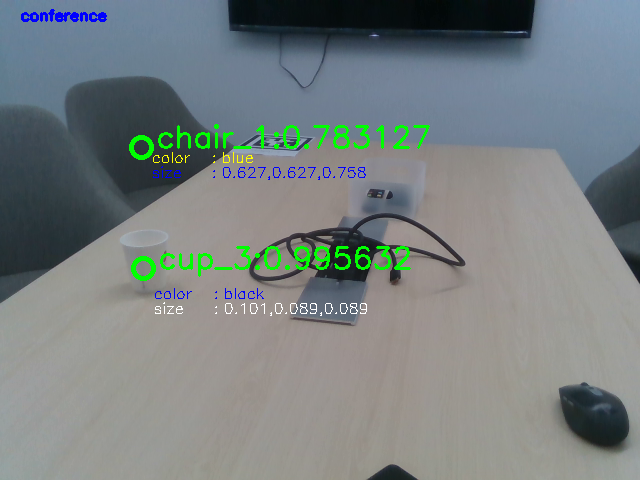 conference
chair_1:0.783127
color : blue
size : 0.627,0.627,0.758
cup_3:0.995632
color : black
size : 0.101,0.089,0.089